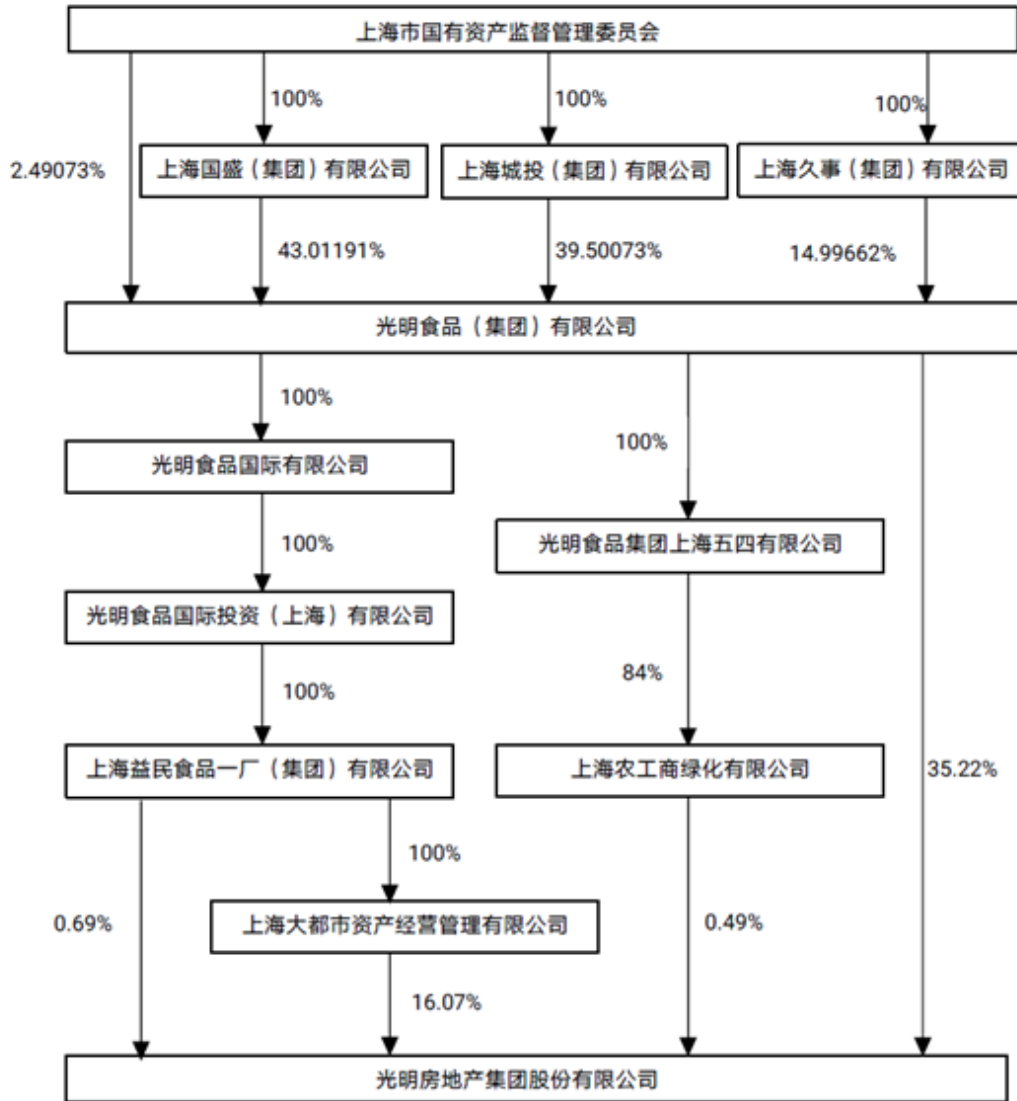 上海市国有资产监督管理委员会
100%
100%
100%
2.49073%
上海国盛（集团）有限公司
上海城投（集团）有限公司
上海久事（集团）有限公司
43.01191%
39.50073%
14.99662%
光明食品（集团）有限公司
100%
100%
光明食品国际有限公司
100%
光明食品集团上海五四有限公司
光明食品国际投资（上海）有限公司
100%
84%
上海益民食品一厂（集团）有限公司
上海农工商绿化有限公司
35.22%
100%
0.69%
上海大都市资产经营管理有限公司
0.49%
16.07%
光明房地产集团股份有限公司